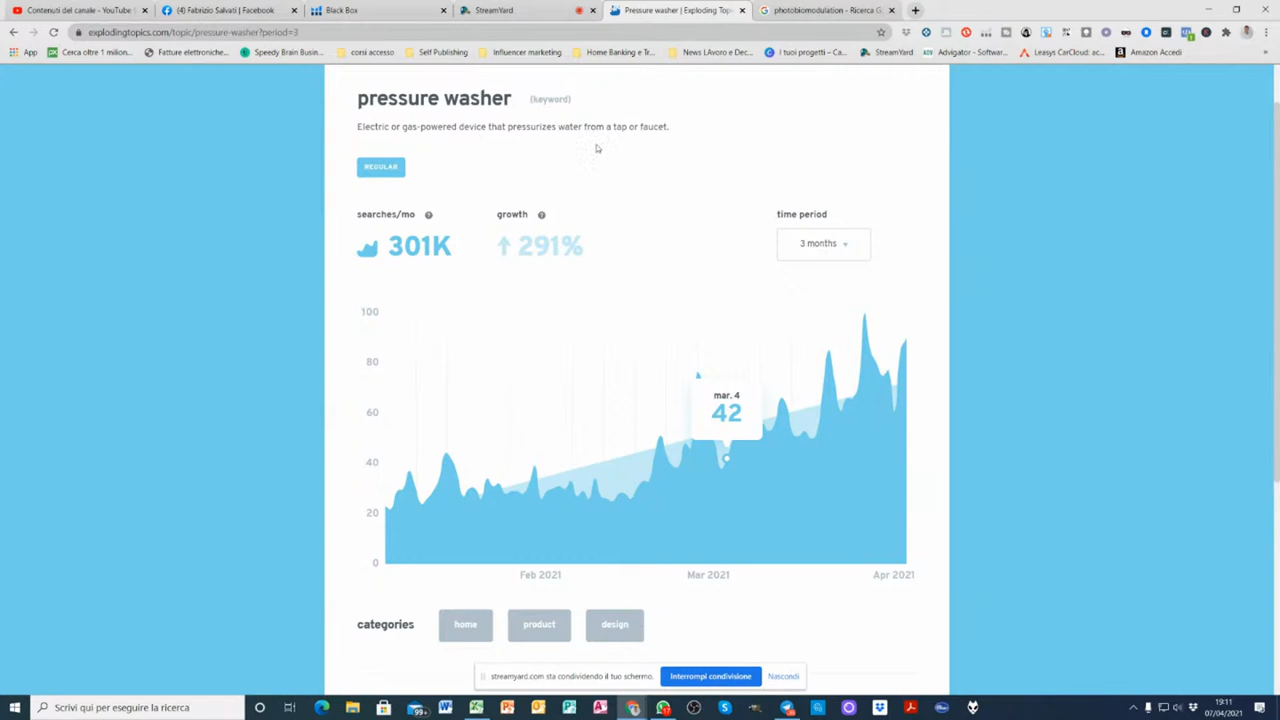 Contenuti del canale - YouTube S
(4) Fabrizio Salvati | Facebook
Black Box
StreamYard
Pressure washer | Exploding Top
photobiomodulation - Ricerca G
explodingtopics.com/topic/pressure-washer?period=3
App
Cerca oltre 1 milion...
Fatture elettroniche...
Speedy Brain Busin...
corsi accesso
Self Publishing
Influencer marketing
Home Banking e Tr...
News LAvoro e Dec...
I tuoi progetti – Ca...
StreamYard
Advigator - Softwar...
Leasys CarCloud: ac...
Amazon Accedi
pressure washer (keyword)
Electric or gas-powered device that pressurizes water from a tap or faucet.
REGULAR
searches/mo
growth
time period
301K
291%
3 months
100
80
60
40
20
0
mar. 4
42
Feb 2021
Mar 2021
Apr 2021
categories
home
product
design
streamyard.com sta condividendo il tuo schermo.
Interrompi condivisione
Nascondi
Scrivi qui per eseguire la ricerca
99+
19:11
07/04/2021